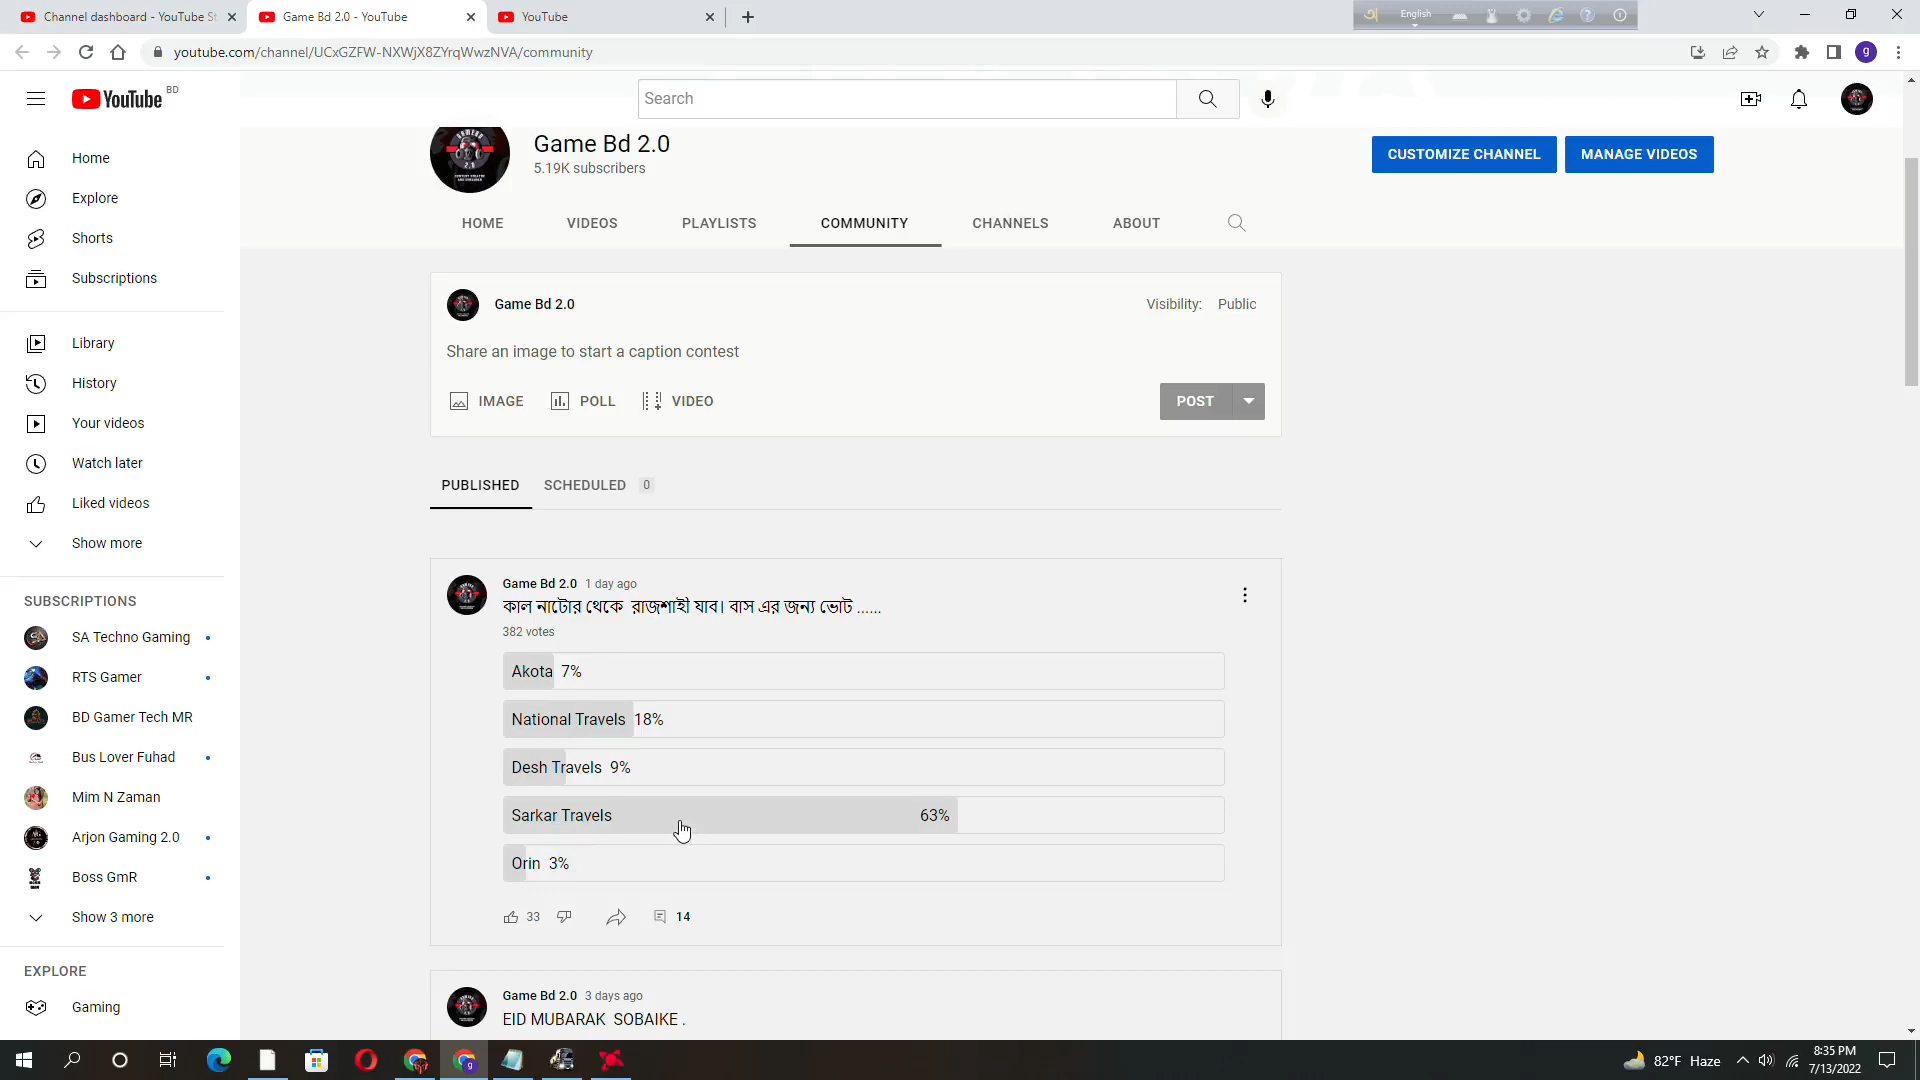 Channel dashboard - YouTube St
Game Bd 2.0 - YouTube
YouTube
English
youtube.com/channel/UCxGZFW-NXWjX8ZYrqWwzNVA/community
g
YouTube BD
Search
Home
Explore
Shorts
Subscriptions
Library
History
Your videos
Watch later
Liked videos
Show more
SUBSCRIPTIONS
SA Techno Gaming
RTS Gamer
BD Gamer Tech MR
Bus Lover Fuhad
Mim N Zaman
Arjon Gaming 2.0
Boss GmR
Show 3 more
EXPLORE
Gaming
Game Bd 2.0
5.19K subscribers
CUSTOMIZE CHANNEL
MANAGE VIDEOS
HOME VIDEOS PLAYLISTS COMMUNITY CHANNELS ABOUT
Game Bd 2.0
Visibility: Public
Share an image to start a caption contest
IMAGE POLL VIDEO
POST
PUBLISHED SCHEDULED 0
Game Bd 2.0 1 day ago
কাল নাটোর থেকে রাজশাহী যাব। বাস এর জন্য ভোট ......
382 votes
Akota 7%
National Travels 18%
Desh Travels 9%
Sarkar Travels 63%
Orin 3%
33 14
Game Bd 2.0 3 days ago
EID MUBARAK SOBAIKE .
82°F Haze
8:35 PM
7/13/2022